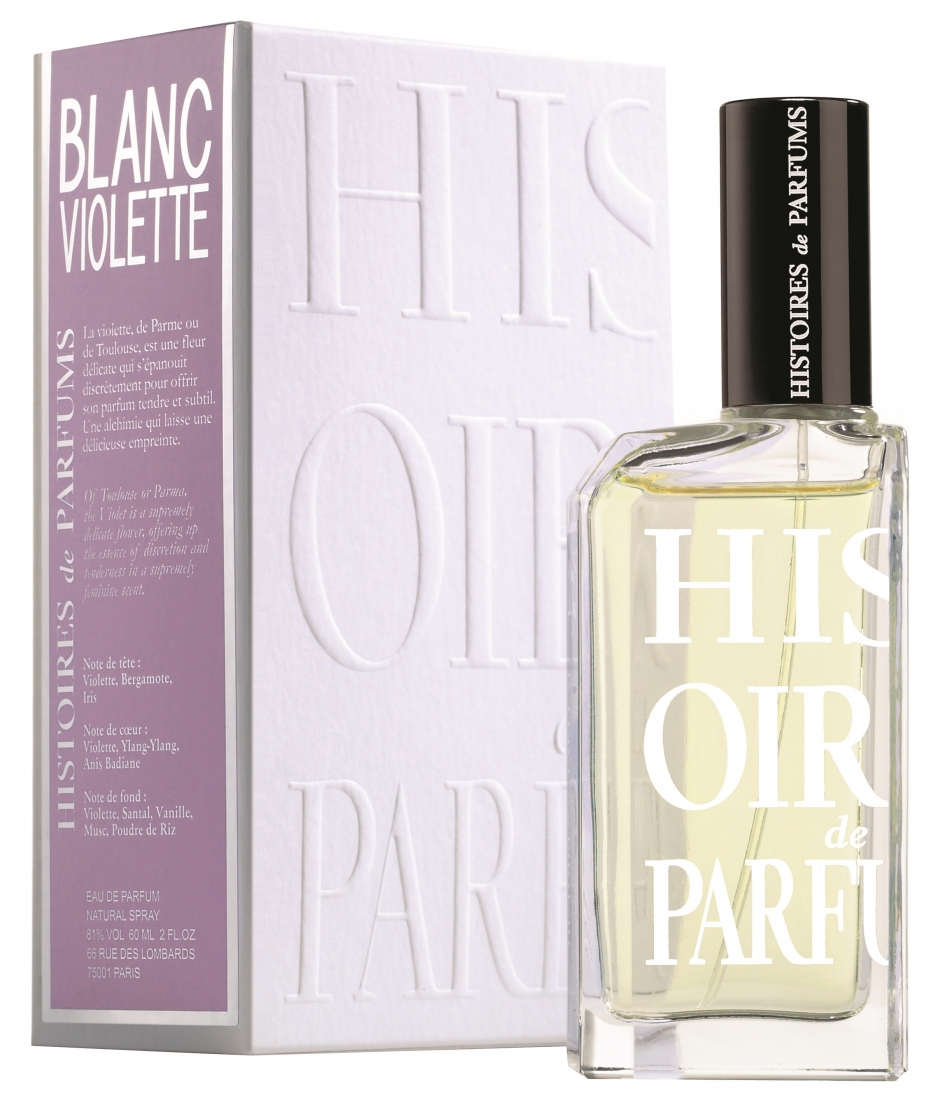 BLANC
VIOLETTE
HISTOIRES de PARFUMS
La violette, de Parme ou
de Toulouse, est une fleur
délicate qui s'épanouit
discrètement pour offrir
son parfum tendre et subtil.
Une alchimie qui laisse une
délicieuse empreinte.
Of Toulouse or Parma,
the Violet is a supremely
delicate flower, offering up
the essence of discretion and
tenderness in a supremely
feminine scent.
Note de tête :
Violette, Bergamote,
Iris
Note de cœur :
Violette, Ylang-Ylang,
Anis Badiane
Note de fond :
Violette, Santal, Vanille,
Musc, Poudre de Riz
EAU DE PARFUM
NATURAL SPRAY
81% VOL 60 ML 2 FL.OZ
66 RUE DES LOMBARDS
75001 PARIS
HIS
OIR
PARF
HISTOIRES de PARFUMS
HIS
OIR
de
PARFU